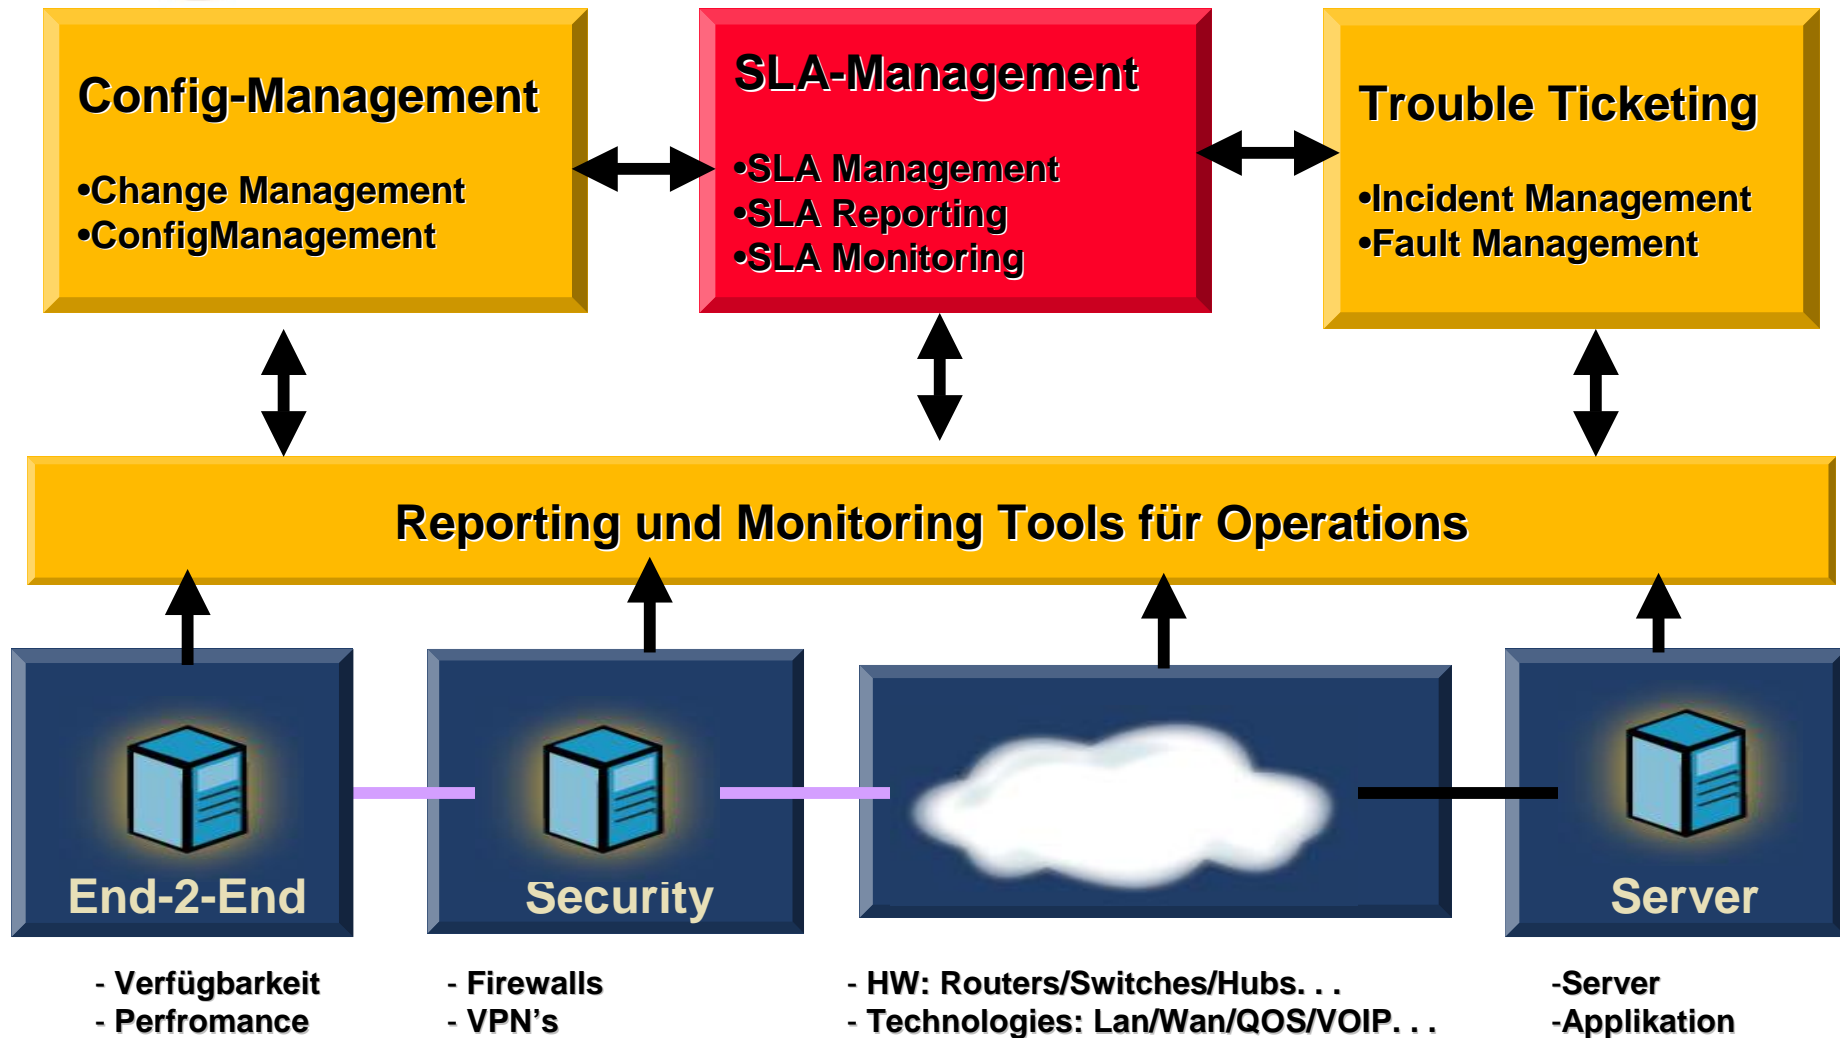 Config-Management
•Change Management
•ConfigManagement
SLA-Management
•SLA Management
•SLA Reporting
•SLA Monitoring
Trouble Ticketing
•Incident Management
•Fault Management
Reporting und Monitoring Tools für Operations
End-2-End
Security
Server
- Verfügbarkeit
- Perfromance
- Firewalls
- VPN's
- HW: Routers/Switches/Hubs. . .
- Technologies: Lan/Wan/QOS/VOIP. . .
-Server
-Applikation